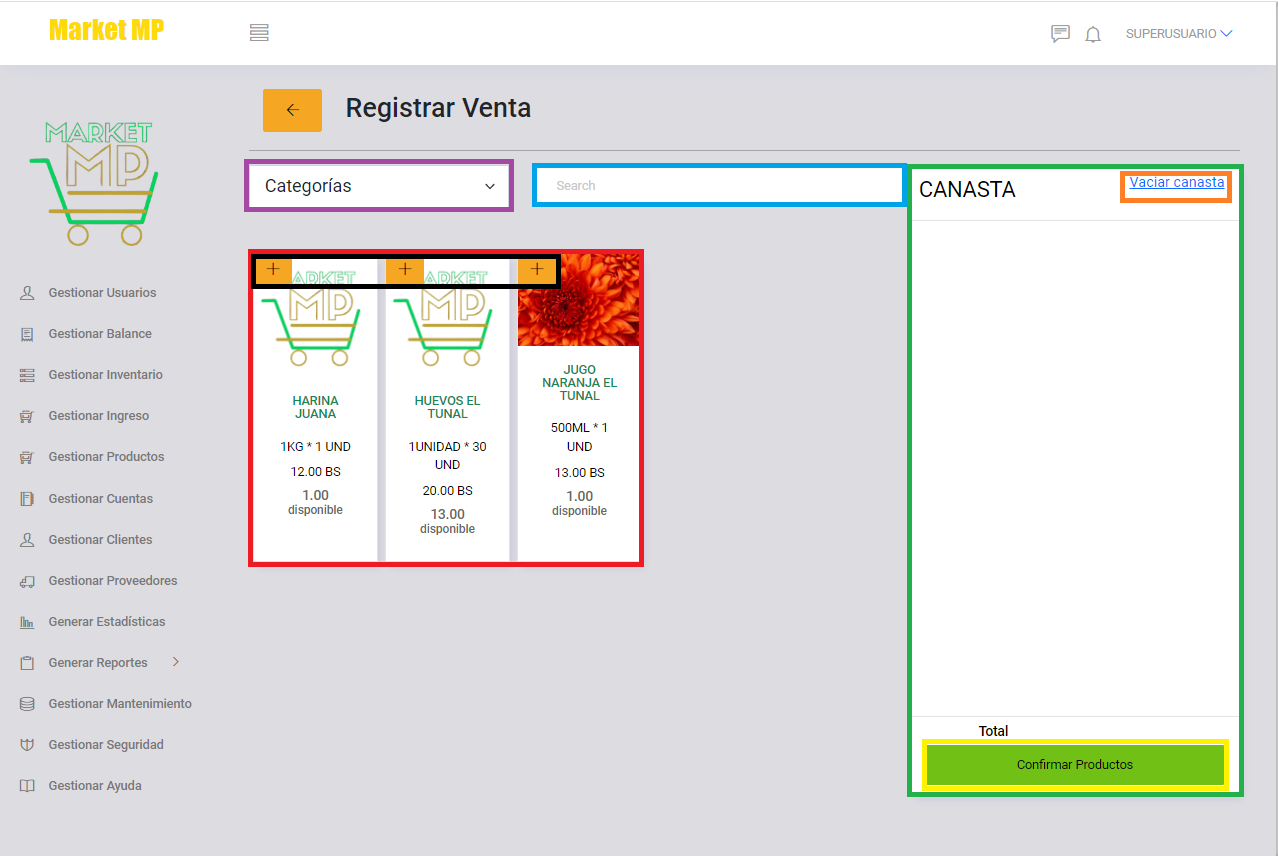 Market MP
SUPERUSUARIO
MARKET
MP
Gestionar Usuarios
Gestionar Balance
Gestionar Inventario
Gestionar Ingreso
Gestionar Productos
Gestionar Cuentas
Gestionar Clientes
Gestionar Proveedores
Generar Estadísticas
Generar Reportes
Gestionar Mantenimiento
Gestionar Seguridad
Gestionar Ayuda
Registrar Venta
Categorías
Search
MARKET
MP
HARINA
JUANA
1KG * 1 UND
12.00 BS
1.00
disponible
MARKET
MP
HUEVOS EL
TUNAL
1UNIDAD * 30
UND
20.00 BS
13.00
disponible
JUGO
NARANJA EL
TUNAL
500ML * 1
UND
13.00 BS
1.00
disponible
CANASTA
Vaciar canasta
Total
Confirmar Productos